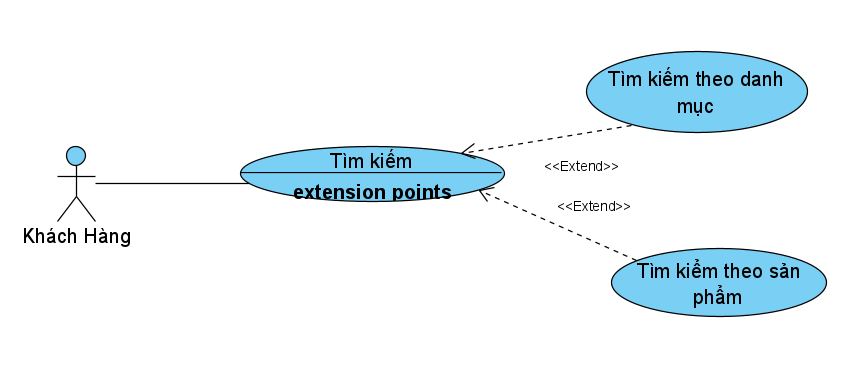 Tìm kiếm theo danh
mục
Tìm kiếm
<<Extend>>
extension points
<<Extend>>
Khách Hàng
Tìm kiểm theo sản
phẩm